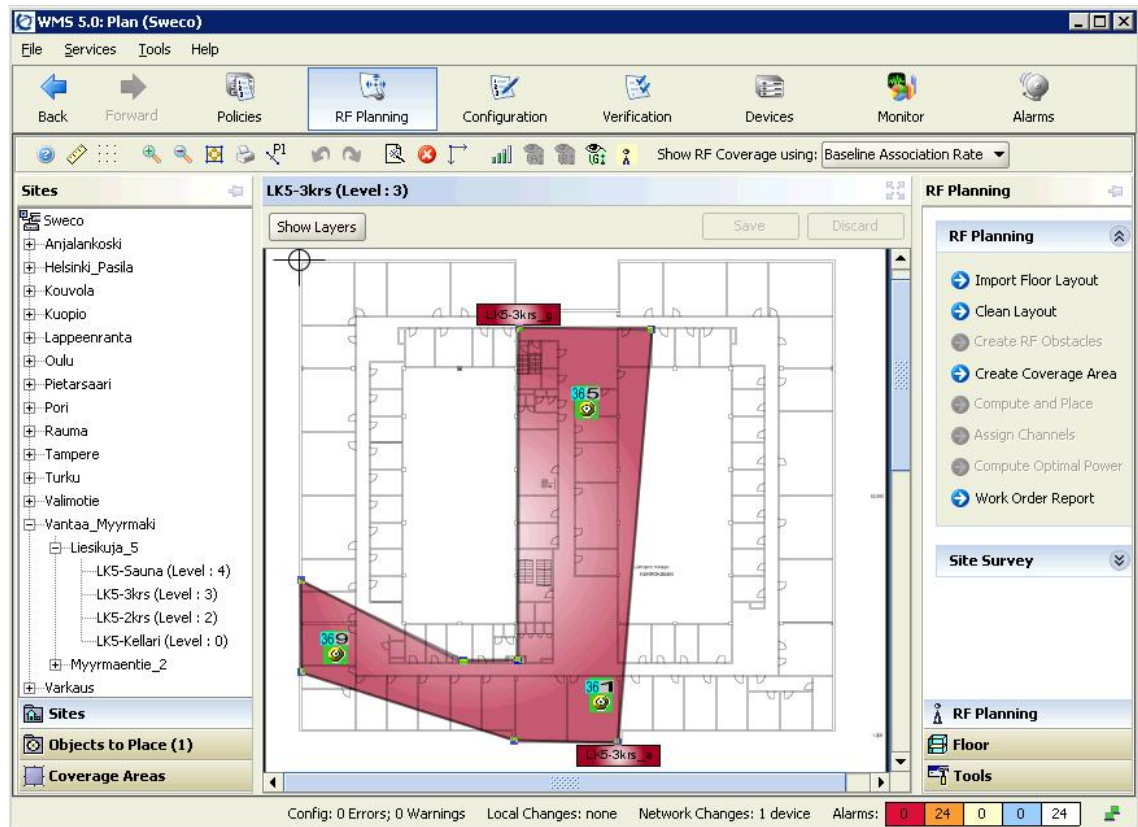 WMS 5.0: Plan (Sweco)
File Services Tools Help
Back Forward Policies RF Planning Configuration Verification Devices Monitor Alarms
P1 Show RF Coverage using: Baseline Association Rate
Sites
Sweco
Anjalankoski
Helsinki_Pasila
Kouvola
Kuopio
Lappeenranta
Oulu
Pietarsaari
Pori
Rauma
Tampere
Turku
Valimotie
Vantaa_Myyrmaki
Liesikuja_5
LK5-Sauna (Level : 4)
LK5-3krs (Level : 3)
LK5-2krs (Level : 2)
LK5-Kellari (Level : 0)
Myyrmaentie_2
Varkaus
Sites
Objects to Place (1)
Coverage Areas
LK5-3krs (Level : 3)
Show Layers Save Discard
LK5-3krs_g
36 5
36 9
36 1
LK5-3krs_a
RF Planning
RF Planning
Import Floor Layout
Clean Layout
Create RF Obstacles
Create Coverage Area
Compute and Place
Assign Channels
Compute Optimal Power
Work Order Report
Site Survey
RF Planning
Floor
Tools
Config: 0 Errors; 0 Warnings Local Changes: none Network Changes: 1 device Alarms: 0 24 0 0 24